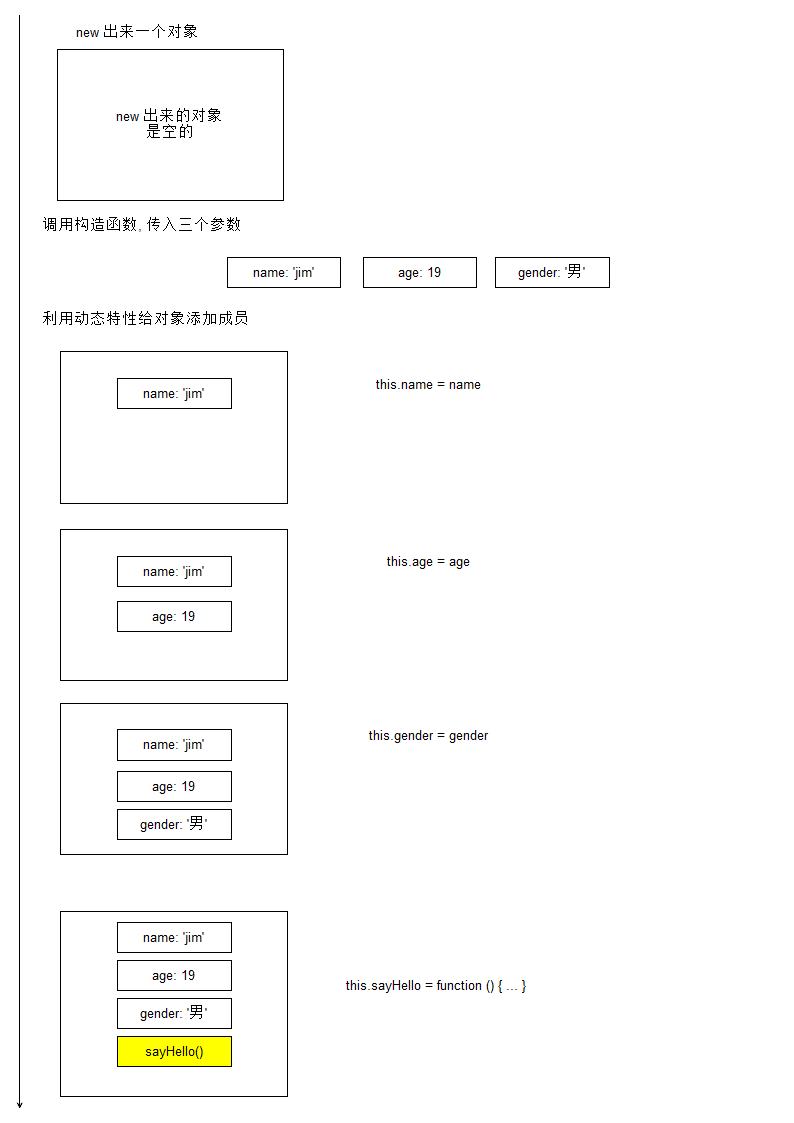 new 出来一个对象
new 出来的对象
是空的
调用构造函数, 传入三个参数
name: 'jim'
age: 19
gender: '男'
利用动态特性给对象添加成员
name: 'jim'
this.name = name
name: 'jim'
this.age = age
age: 19
name: 'jim'
this.gender = gender
age: 19
gender: '男'
name: 'jim'
age: 19
this.sayHello = function () { ... }
gender: '男'
sayHello()